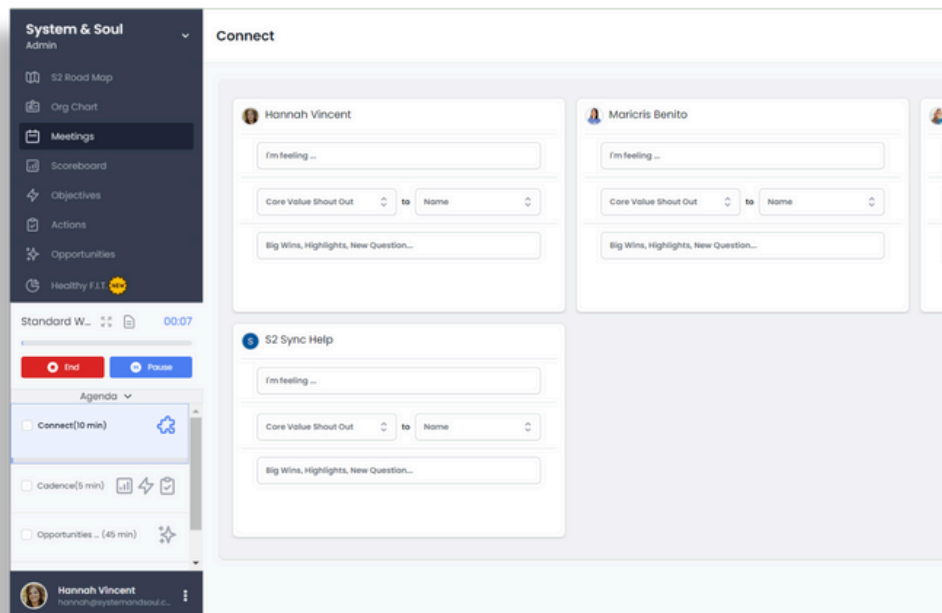 System & Soul
Admin
S2 Road Map
Org Chart
Meetings
Scoreboard
Objectives
Actions
Opportunities
Healthy F.I.T. NEW
Standard W... 00:07
End Pause
Agenda
Connect(10 min)
Cadence(5 min)
Opportunities ... (45 min)
Hannah Vincent
hannah@systemandsoul.c...
Connect
Hannah Vincent
I'm feeling ...
Core Value Shout Out to Name
Big Wins, Highlights, New Question...
Maricris Benito
I'm feeling ...
Core Value Shout Out to Name
Big Wins, Highlights, New Question...
S S2 Sync Help
I'm feeling ...
Core Value Shout Out to Name
Big Wins, Highlights, New Question...